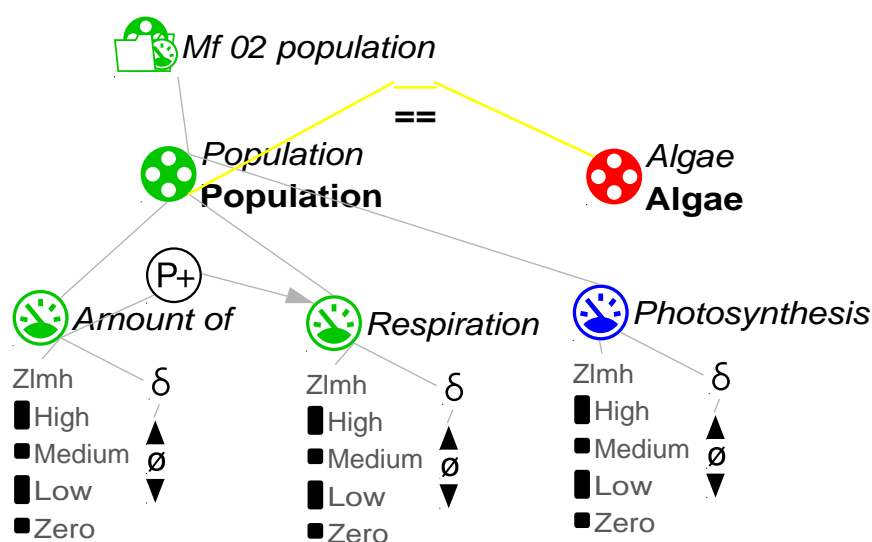 Mf 02 population
==
Population
Population
Algae
Algae
P+
Amount of
Respiration
Photosynthesis
Zlmh
High
Medium
Low
Zero
δ
ø
Zlmh
High
Medium
Low
Zero
δ
ø
Zlmh
High
Medium
Low
Zero
δ
ø